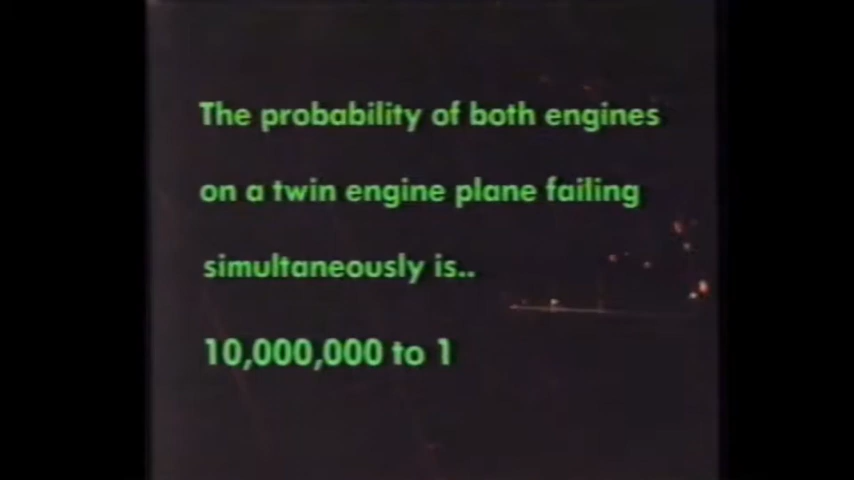 The probability of both engines
on a twin engine plane failing
simultaneously is..
10,000,000 to 1